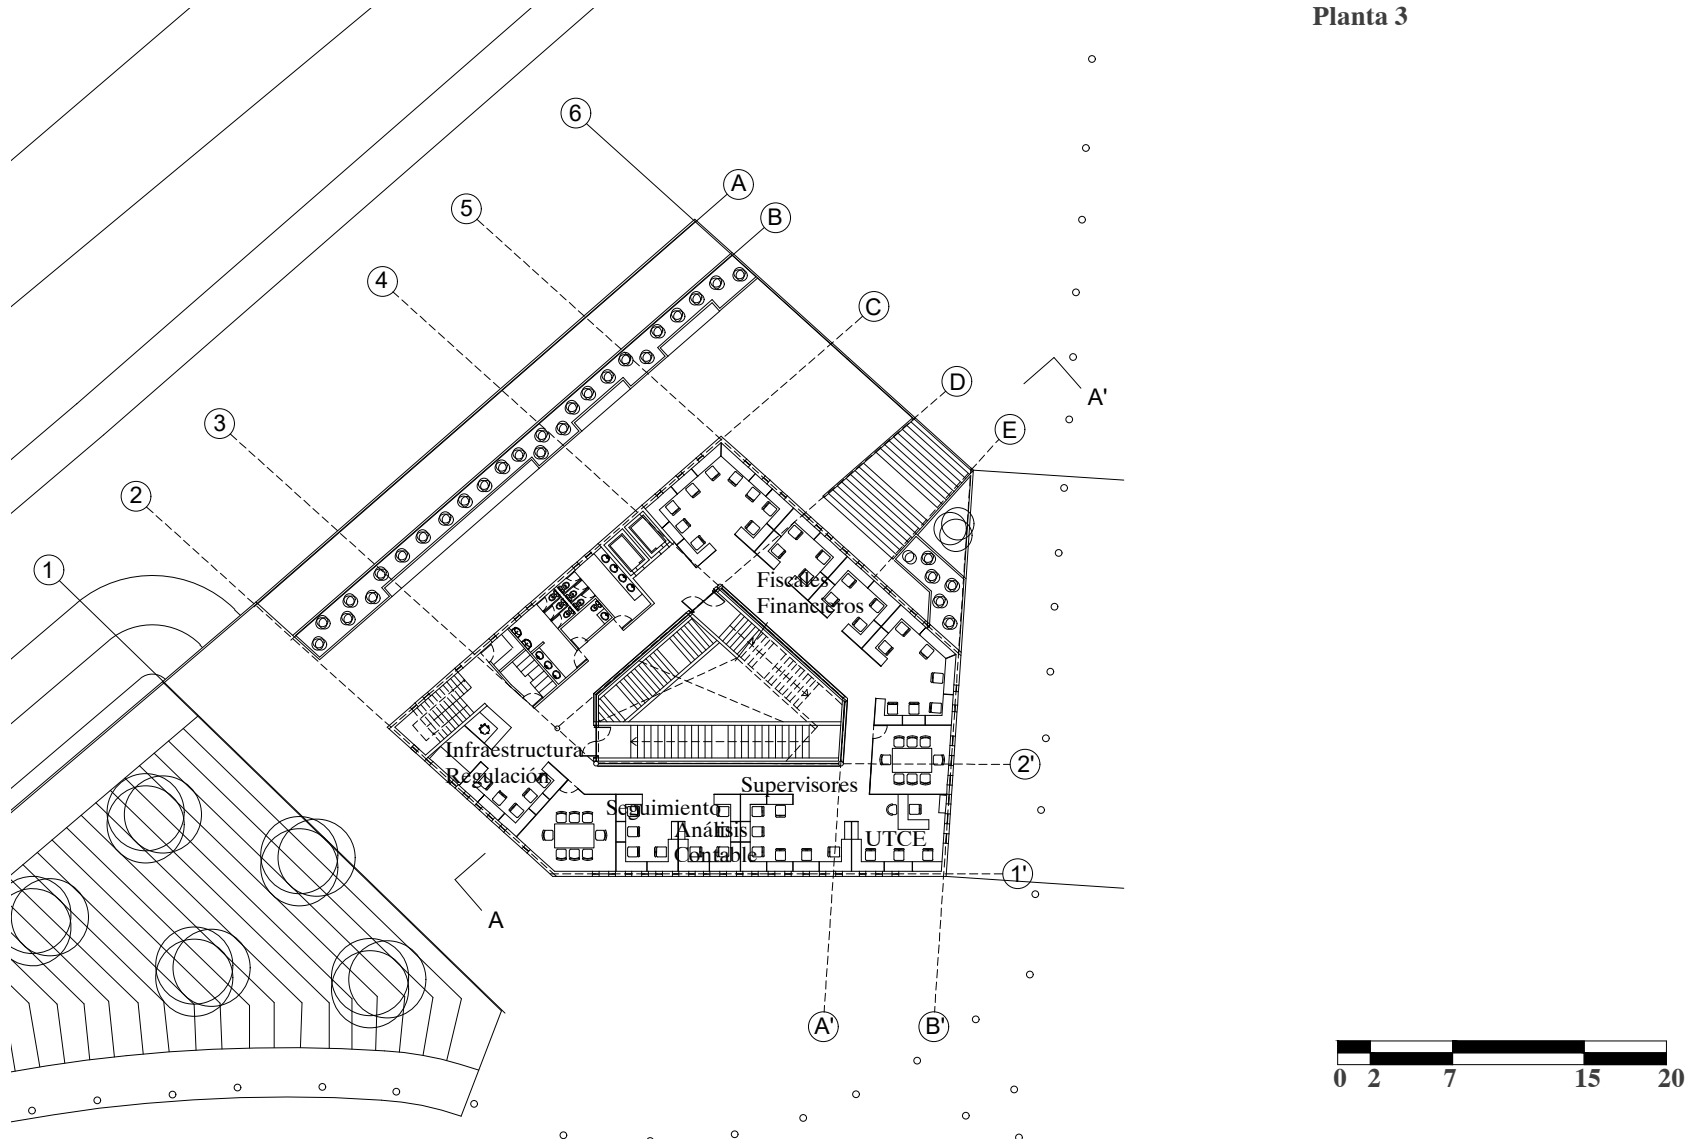 Planta 3
6
A
5
B
4
C
D
A'
3
E
2
1
Fiscales
Financieros
Infraestructura
Regulación
2'
Supervisores
Seguimiento
Análisis
Contable
UTCE
1'
A
A'
B'
0 2 7 15 20